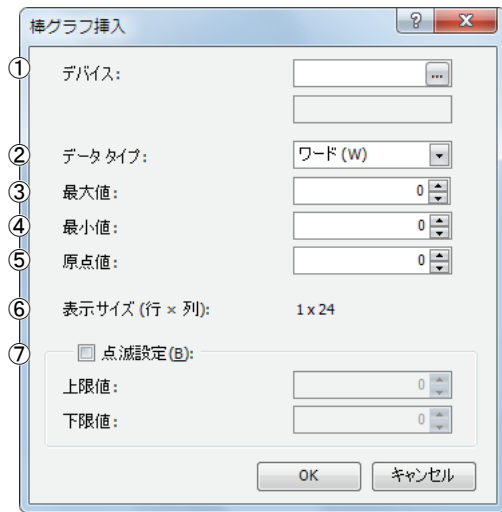 棒グラフ挿入
① デバイス: ...
② データ タイプ: ワード (W)
③ 最大値: 0
④ 最小値: 0
⑤ 原点値: 0
⑥ 表示サイズ (行 × 列): 1 x 24
⑦ 点滅設定(B):
上限値: 0
下限値: 0
OK キャンセル